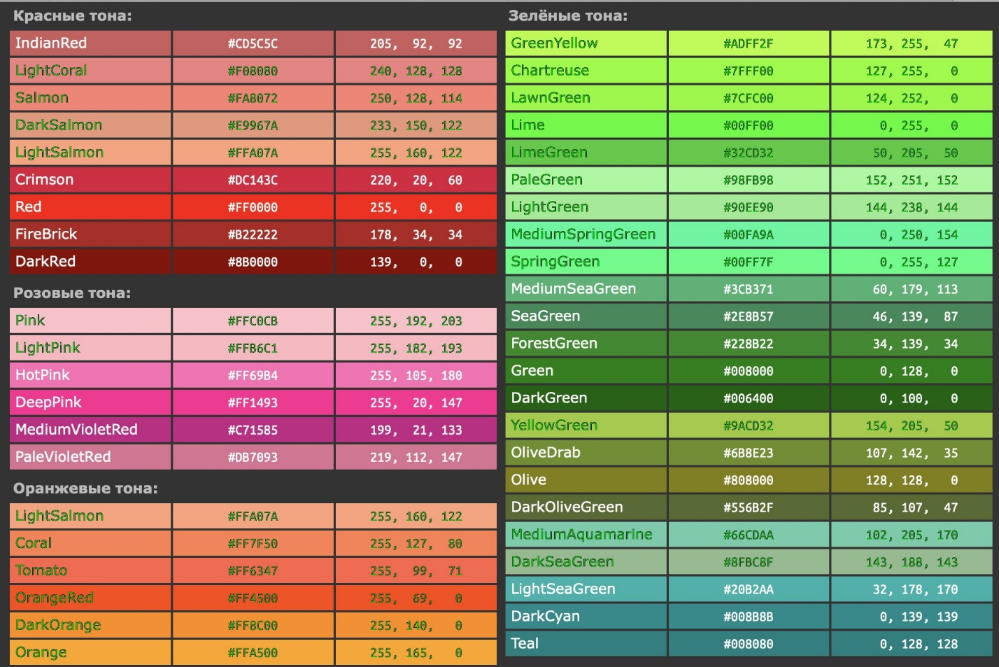 Красные тона:
IndianRed #CD5C5C 205, 92, 92
LightCoral #F08080 240, 128, 128
Salmon #FA8072 250, 128, 114
DarkSalmon #E9967A 233, 150, 122
LightSalmon #FFA07A 255, 160, 122
Crimson #DC143C 220, 20, 60
Red #FF0000 255, 0, 0
FireBrick #B22222 178, 34, 34
DarkRed #8B0000 139, 0, 0
Розовые тона:
Pink #FFC0CB 255, 192, 203
LightPink #FFB6C1 255, 182, 193
HotPink #FF69B4 255, 105, 180
DeepPink #FF1493 255, 20, 147
MediumVioletRed #C71585 199, 21, 133
PaleVioletRed #DB7093 219, 112, 147
Оранжевые тона:
LightSalmon #FFA07A 255, 160, 122
Coral #FF7F50 255, 127, 80
Tomato #FF6347 255, 99, 71
OrangeRed #FF4500 255, 69, 0
DarkOrange #FF8C00 255, 140, 0
Orange #FFA500 255, 165, 0
Зелёные тона:
GreenYellow #ADFF2F 173, 255, 47
Chartreuse #7FFF00 127, 255, 0
LawnGreen #7CFC00 124, 252, 0
Lime #00FF00 0, 255, 0
LimeGreen #32CD32 50, 205, 50
PaleGreen #98FB98 152, 251, 152
LightGreen #90EE90 144, 238, 144
MediumSpringGreen #00FA9A 0, 250, 154
SpringGreen #00FF7F 0, 255, 127
MediumSeaGreen #3CB371 60, 179, 113
SeaGreen #2E8B57 46, 139, 87
ForestGreen #228B22 34, 139, 34
Green #008000 0, 128, 0
DarkGreen #006400 0, 100, 0
YellowGreen #9ACD32 154, 205, 50
OliveDrab #6B8E23 107, 142, 35
Olive #808000 128, 128, 0
DarkOliveGreen #556B2F 85, 107, 47
MediumAquamarine #66CDAA 102, 205, 170
DarkSeaGreen #8FBC8F 143, 188, 143
LightSeaGreen #20B2AA 32, 178, 170
DarkCyan #008B8B 0, 139, 139
Teal #008080 0, 128, 128